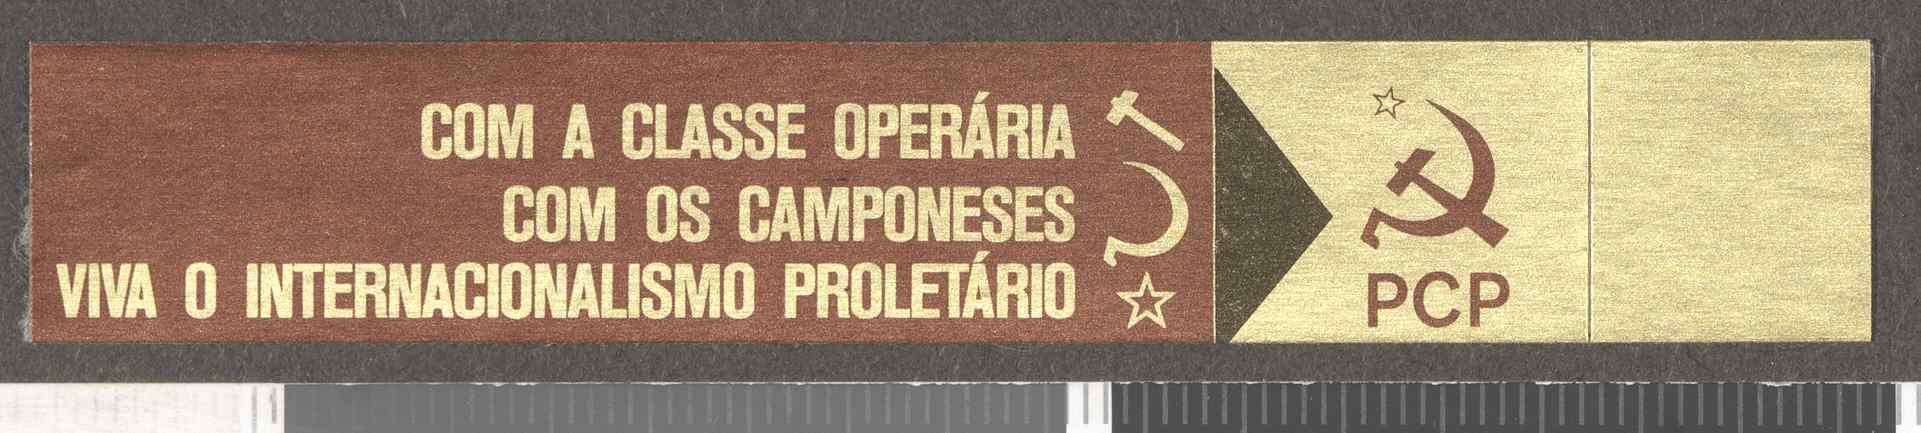 COM A CLASSE OPERÁRIA
COM OS CAMPONESES
VIVA O INTERNACIONALISMO PROLETÁRIO
PCP